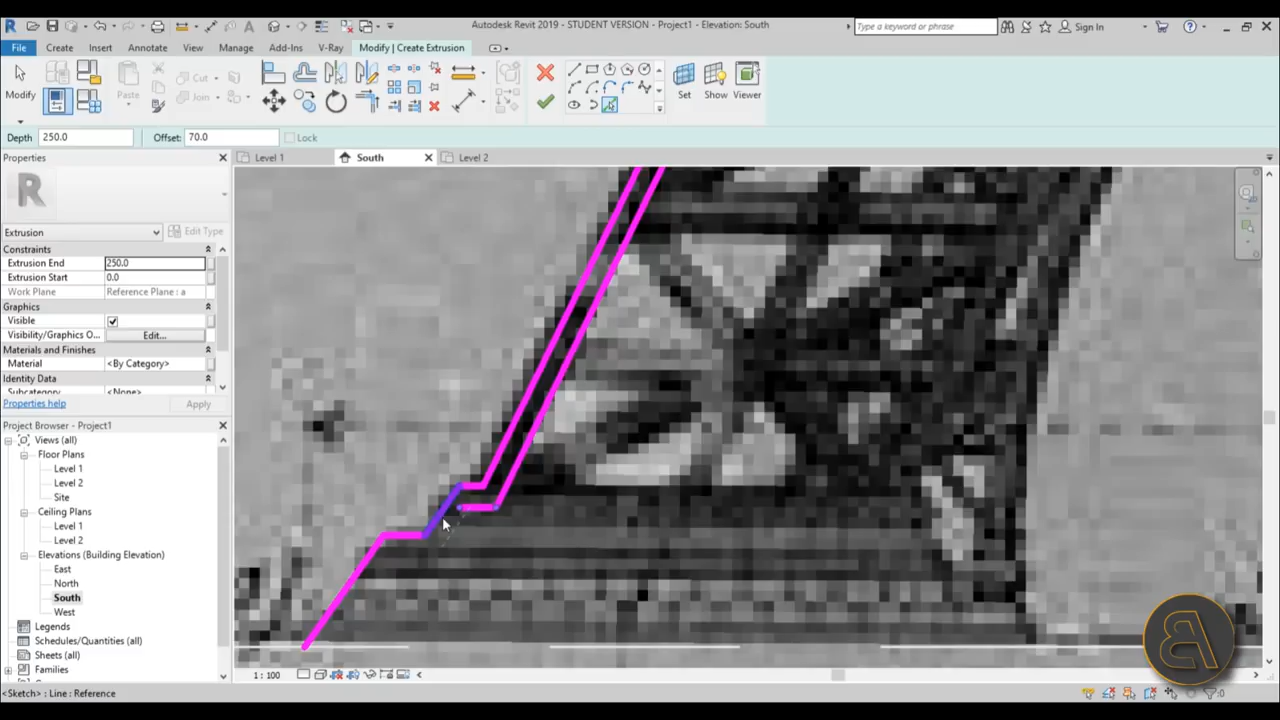 Autodesk Revit 2019 - STUDENT VERSION - Project1 - Elevation: South
Type a keyword or phrase
Sign In
File Create Insert Annotate View Manage Add-Ins V-Ray Modify | Create Extrusion
Modify
Paste
Cut
Join
Set Show Viewer
Depth 250.0 Offset: 70.0 Lock
Properties
Level 1 South Level 2
R
Extrusion Edit Type
Constraints
Extrusion End 250.0
Extrusion Start 0.0
Work Plane Reference Plane : a
Graphics
Visible
Visibility/Graphics O... Edit...
Materials and Finishes
Material <By Category>
Identity Data
Subcategory <None>
Properties help Apply
Project Browser - Project1
Views (all)
Floor Plans
Level 1
Level 2
Site
Ceiling Plans
Level 1
Level 2
Elevations (Building Elevation)
East
North
South
West
Legends
Schedules/Quantities (all)
Sheets (all)
Families
1 : 100
<Sketch> : Line : Reference
:0